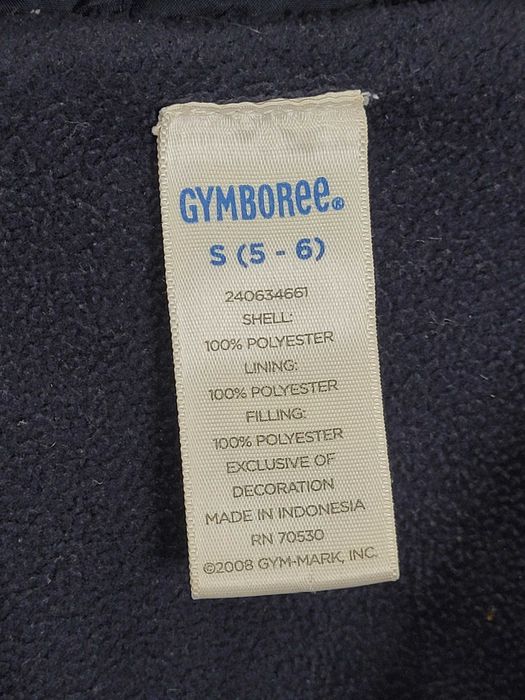 GYMBOREE®
S (5 - 6)
240634661
SHELL:
100% POLYESTER
LINING:
100% POLYESTER
FILLING:
100% POLYESTER
EXCLUSIVE OF
DECORATION
MADE IN INDONESIA
RN 70530
©2008 GYM-MARK, INC.